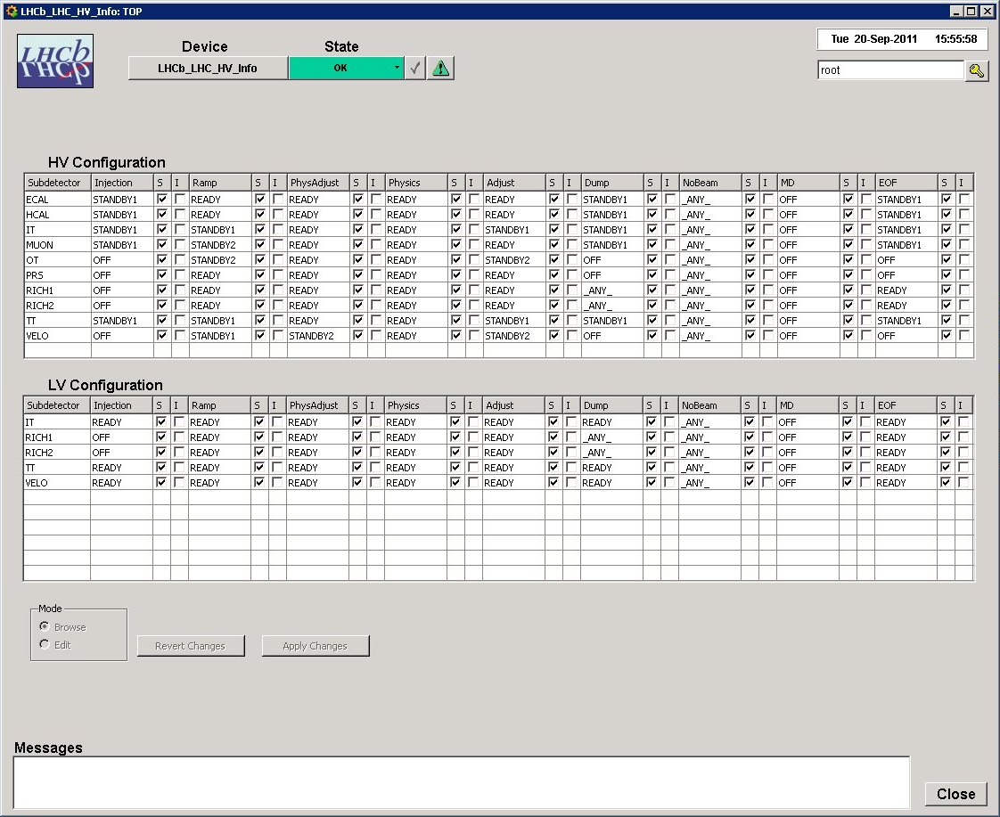 LHCb_LHC_HV_Info: TOP
LHCb
Device State
LHCb_LHC_HV_Info OK
Tue 20-Sep-2011 15:55:58
root
HV Configuration
Subdetector Injection S I Ramp S I PhysAdjust S I Physics S I Adjust S I Dump S I NoBeam S I MD S I EOF S I
ECAL STANDBY1 READY READY READY READY STANDBY1 _ANY_ OFF STANDBY1
HCAL STANDBY1 READY READY READY READY STANDBY1 _ANY_ OFF STANDBY1
IT STANDBY1 STANDBY1 READY READY STANDBY1 STANDBY1 _ANY_ OFF STANDBY1
MUON STANDBY1 STANDBY2 READY READY READY STANDBY1 _ANY_ OFF STANDBY1
OT OFF STANDBY2 READY READY STANDBY2 OFF _ANY_ OFF OFF
PRS OFF READY READY READY READY OFF _ANY_ OFF OFF
RICH1 OFF READY READY READY READY _ANY_ _ANY_ OFF READY
RICH2 OFF READY READY READY READY _ANY_ _ANY_ OFF READY
TT STANDBY1 STANDBY1 READY READY STANDBY1 STANDBY1 _ANY_ OFF STANDBY1
VELO OFF STANDBY1 STANDBY2 READY STANDBY2 OFF _ANY_ OFF OFF
LV Configuration
Subdetector Injection S I Ramp S I PhysAdjust S I Physics S I Adjust S I Dump S I NoBeam S I MD S I EOF S I
IT READY READY READY READY READY READY _ANY_ OFF READY
RICH1 OFF READY READY READY READY _ANY_ _ANY_ OFF READY
RICH2 OFF READY READY READY READY _ANY_ _ANY_ OFF READY
TT READY READY READY READY READY READY _ANY_ OFF READY
VELO READY READY READY READY READY READY _ANY_ OFF READY
Mode
Browse
Edit
Revert Changes Apply Changes
Messages
Close